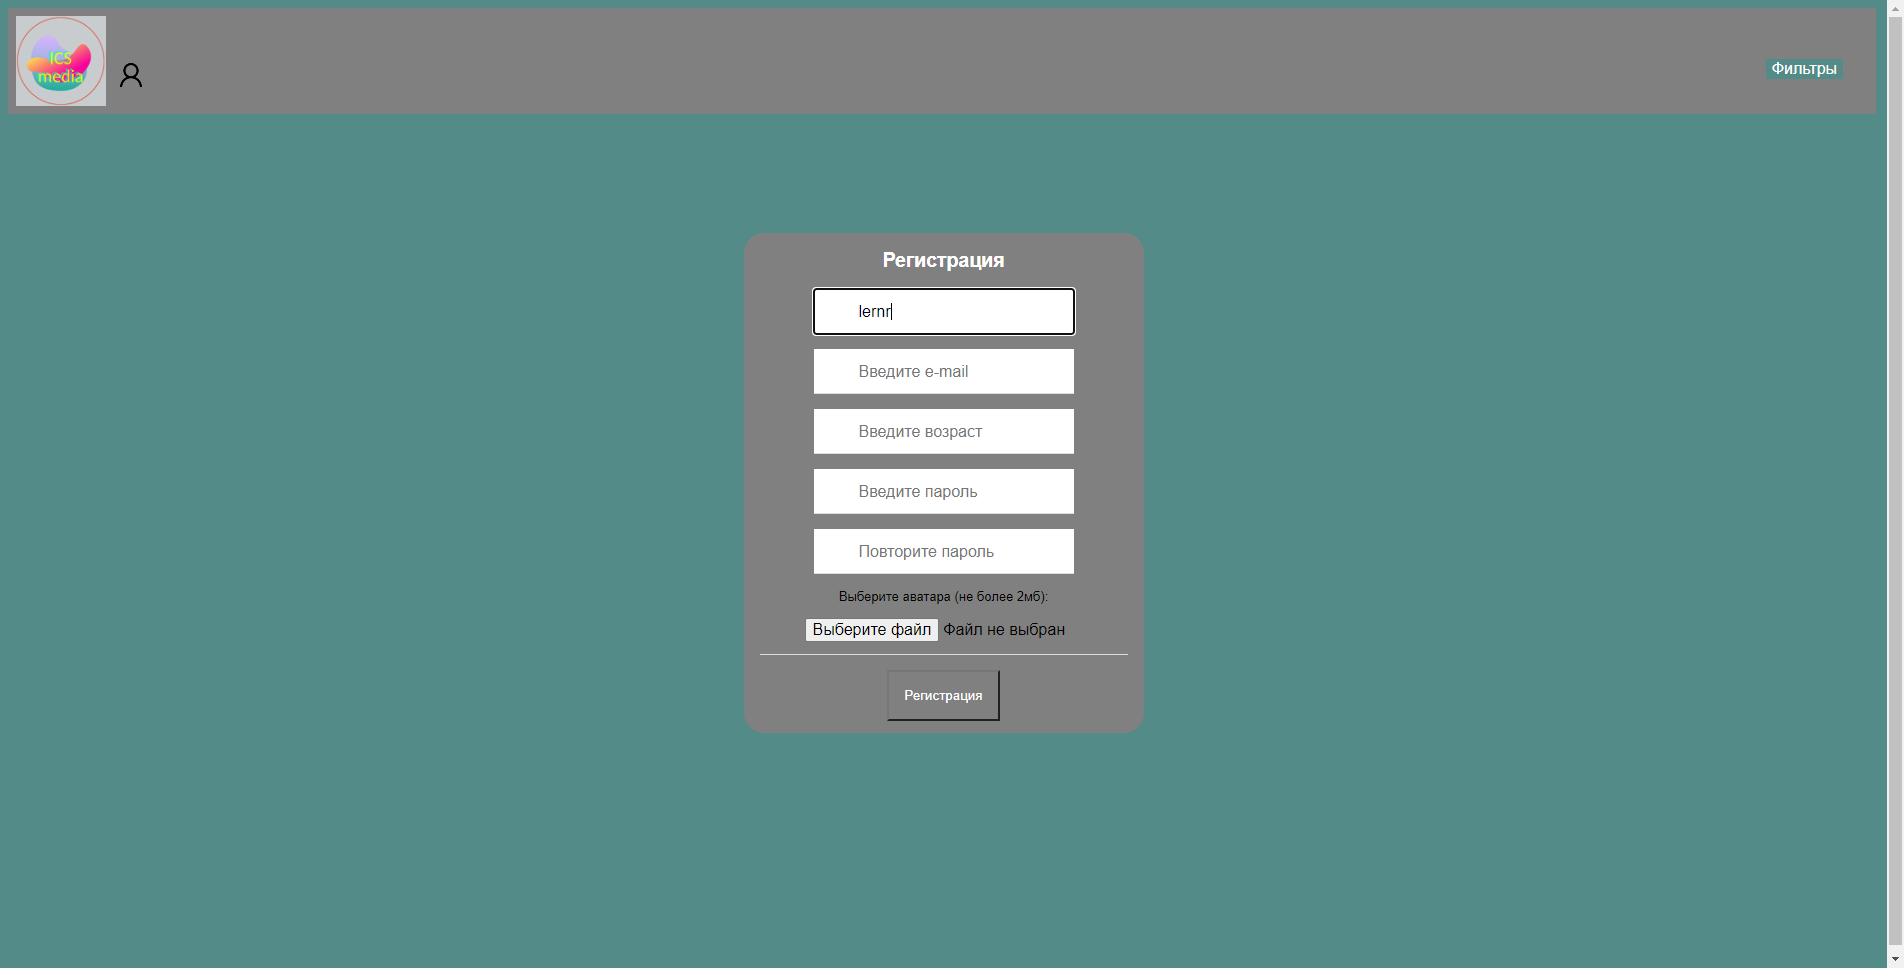 ICS
media
Фильтры
Регистрация
lernr
Введите e-mail
Введите возраст
Введите пароль
Повторите пароль
Выберите аватара (не более 2мб):
Выберите файл Файл не выбран
Регистрация